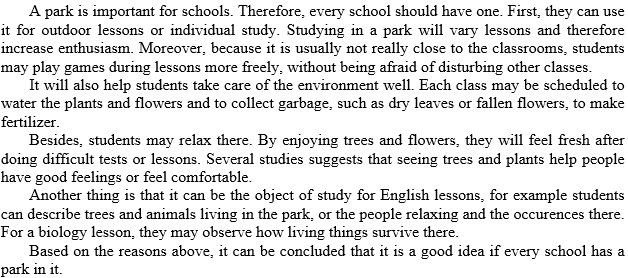 A park is important for schools. Therefore, every school should have one. First, they can use
it for outdoor lessons or individual study. Studying in a park will vary lessons and therefore
increase enthusiasm. Moreover, because it is usually not really close to the classrooms, students
may play games during lessons more freely, without being afraid of disturbing other classes.
It will also help students take care of the environment well. Each class may be scheduled to
water the plants and flowers and to collect garbage, such as dry leaves or fallen flowers, to make
fertilizer.
Besides, students may relax there. By enjoying trees and flowers, they will feel fresh after
doing difficult tests or lessons. Several studies suggests that seeing trees and plants help people
have good feelings or feel comfortable.
Another thing is that it can be the object of study for English lessons, for example students
can describe trees and animals living in the park, or the people relaxing and the occurences there.
For a biology lesson, they may observe how living things survive there.
Based on the reasons above, it can be concluded that it is a good idea if every school has a
park in it.